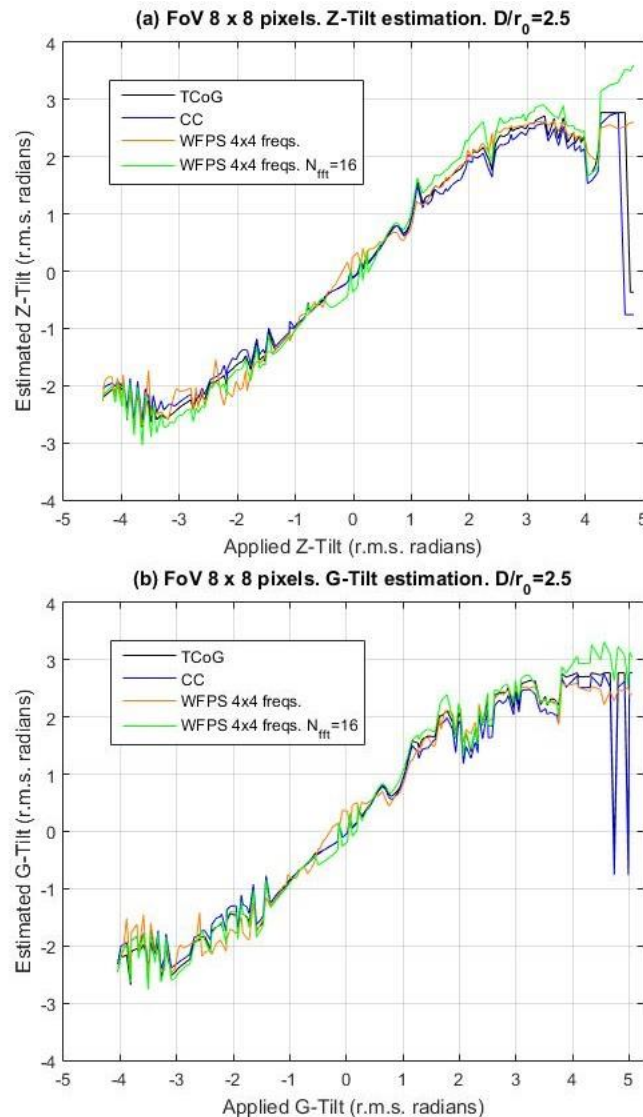 (a) FoV 8 x 8 pixels. Z-Tilt estimation. D/r0=2.5
4
3
2
1
0
-1
-2
-3
-4
Estimated Z-Tilt (r.m.s. radians)
TCoG
CC
WFPS 4x4 freqs.
WFPS 4x4 freqs. Nfft=16
-5 -4 -3 -2 -1 0 1 2 3 4 5
Applied Z-Tilt (r.m.s. radians)
(b) FoV 8 x 8 pixels. G-Tilt estimation. D/r0=2.5
4
3
2
1
0
-1
-2
-3
-4
Estimated G-Tilt (r.m.s. radians)
TCoG
CC
WFPS 4x4 freqs.
WFPS 4x4 freqs. Nfft=16
-5 -4 -3 -2 -1 0 1 2 3 4 5
Applied G-Tilt (r.m.s. radians)